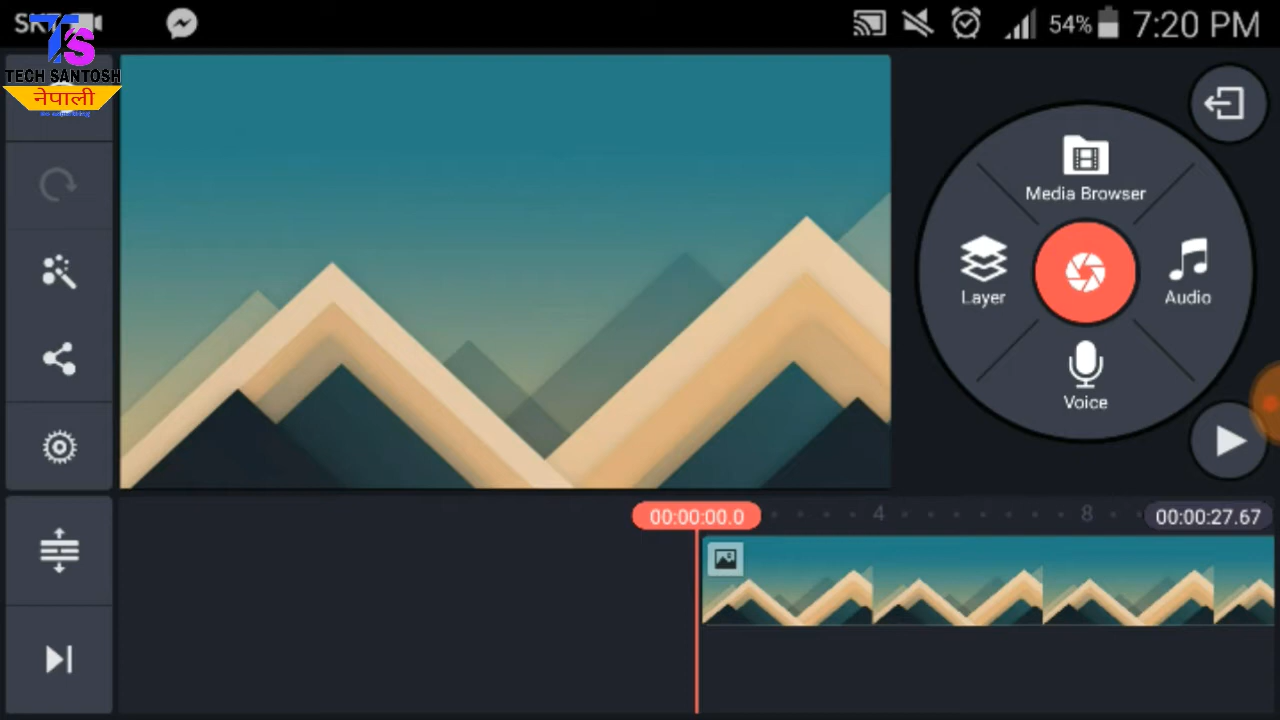 SKT
54% 7:20 PM
TS
TECH SANTOSH
नेपाली
Media Browser
Layer
Audio
Voice
00:00:00.0
4
8
00:00:27.67